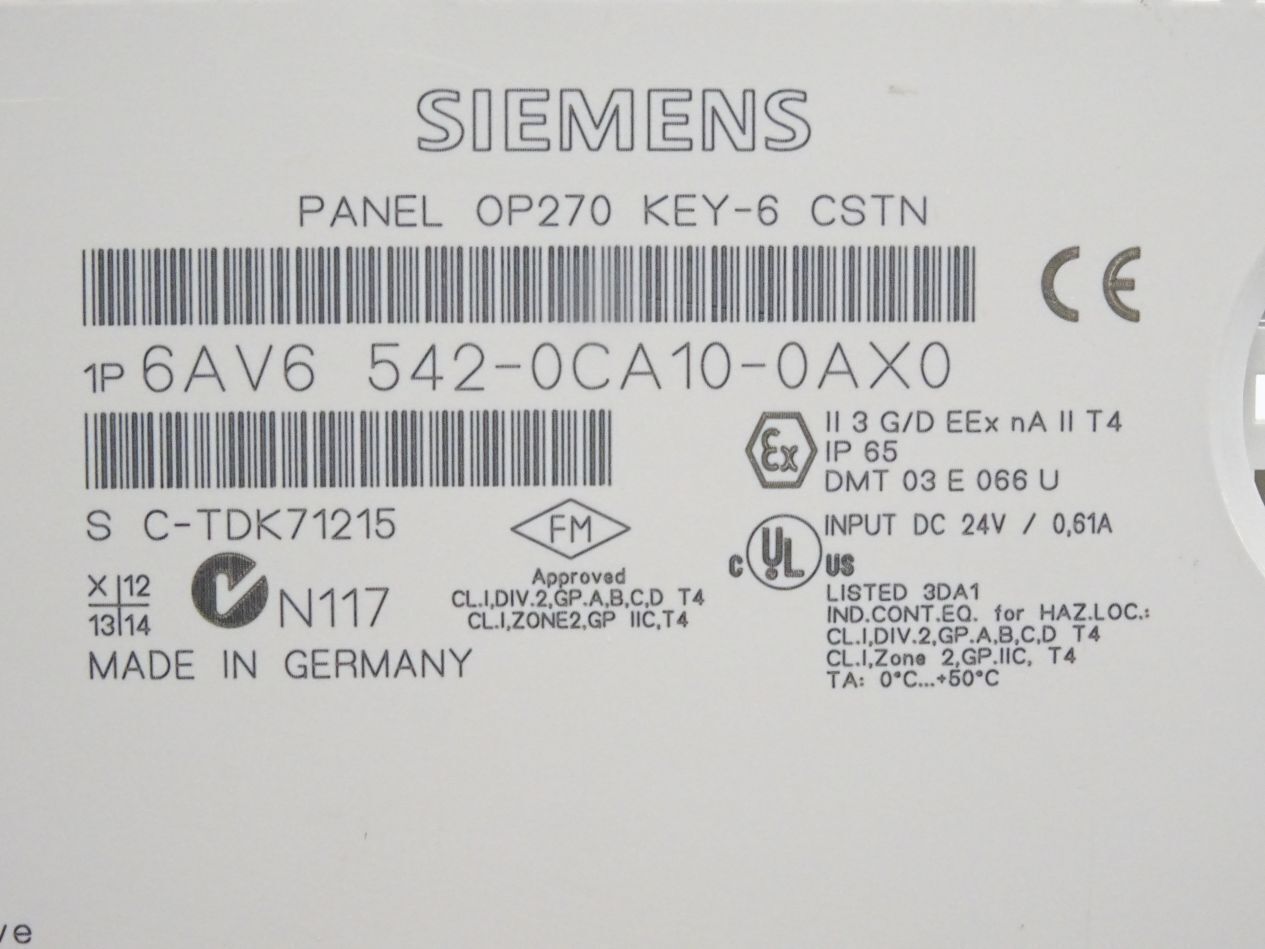 SIEMENS
PANEL OP270 KEY-6 CSTN
CE
1P 6AV6 542-0CA10-0AX0
Ex II 3 G/D EEx nA II T4
IP 65
DMT 03 E 066 U
S C-TDK71215
FM
Approved
CL.I,DIV.2,GP.A,B,C,D T4
CL.I,ZONE2,GP IIC,T4
INPUT DC 24V / 0,61A
C UL US
LISTED 3DA1
IND.CONT.EQ. for HAZ.LOC.:
CL.I,DIV.2,GP.A,B,C,D T4
CL.I,Zone 2,GP.IIC, T4
TA: 0°C...+50°C
X 12
13 14
N117
MADE IN GERMANY